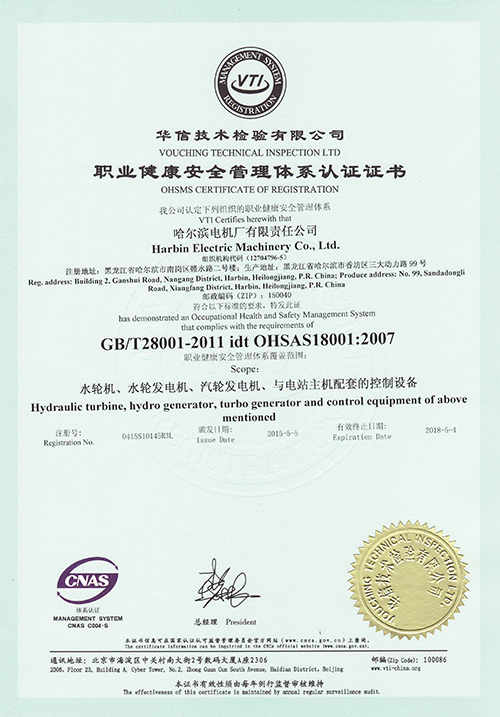 MANAGEMENT SYSTEM
VTI
REGISTRATION
华信技术检验有限公司
VOUCHING TECHNICAL INSPECTION LTD
职业健康安全管理体系认证证书
OHSMS CERTIFICATE OF REGISTRATION
我公司认定下列组织的职业健康安全管理体系
VTI Certifies herewith that
哈尔滨电机厂有限责任公司
Harbin Electric Machinery Co., Ltd.
组织机构代码（12704796-5）
注册地址：黑龙江省哈尔滨市南岗区赣水路二号楼；生产地址：黑龙江省哈尔滨市香坊区三大动力路 99 号
Reg. address: Building 2, Ganshui Road, Nangang District, Harbin, Heilongjiang, P.R. China; Produce address: No. 99, Sandadongli
Road, Xiangfang District, Harbin, Heilongjiang, P.R. China
邮政编码（ZIP）：150040
符合以下标准的要求，特发此证
has demonstrated an Occupational Health and Safety Management System
that complies with the requirements of
GB/T28001-2011 idt OHSAS18001:2007
职业健康安全管理体系覆盖范围：
Scope:
水轮机、水轮发电机、汽轮发电机、与电站主机配套的控制设备
Hydraulic turbine, hydro generator, turbo generator and control equipment of above
mentioned
注册号： 颁发日期： 有效终止日期：
Registration No. 0415S10145R3L Issue Date 2015-5-5 Expiration Date 2018-5-4
CNAS
体系认证
MANAGEMENT SYSTEM
CNAS C004-S
总经理 President
VOUCHING TECHNICAL INSPECTION LTD.
华信技术检验有限公司
本证书信息可在国家认证认可监督管理委员会官方网站（www.cnca.gov.cn）上查询。
The certificate information can be inquiried in the CNCA official website (www.cnca.gov.cn).
通讯地址：北京市海淀区中关村南大街2号数码大厦A座2306 邮编(Zip Code): 100086
2306, Floor 23, Building A, Cyber Tower, No.2, Zhong Guan Cun South Avenue, Haidian District, Beijing www.vti-china.org
本证书有效性须由每年例行监督审核维持
The effectiveness of this certificate is maintained by annual regular surveillance audit.